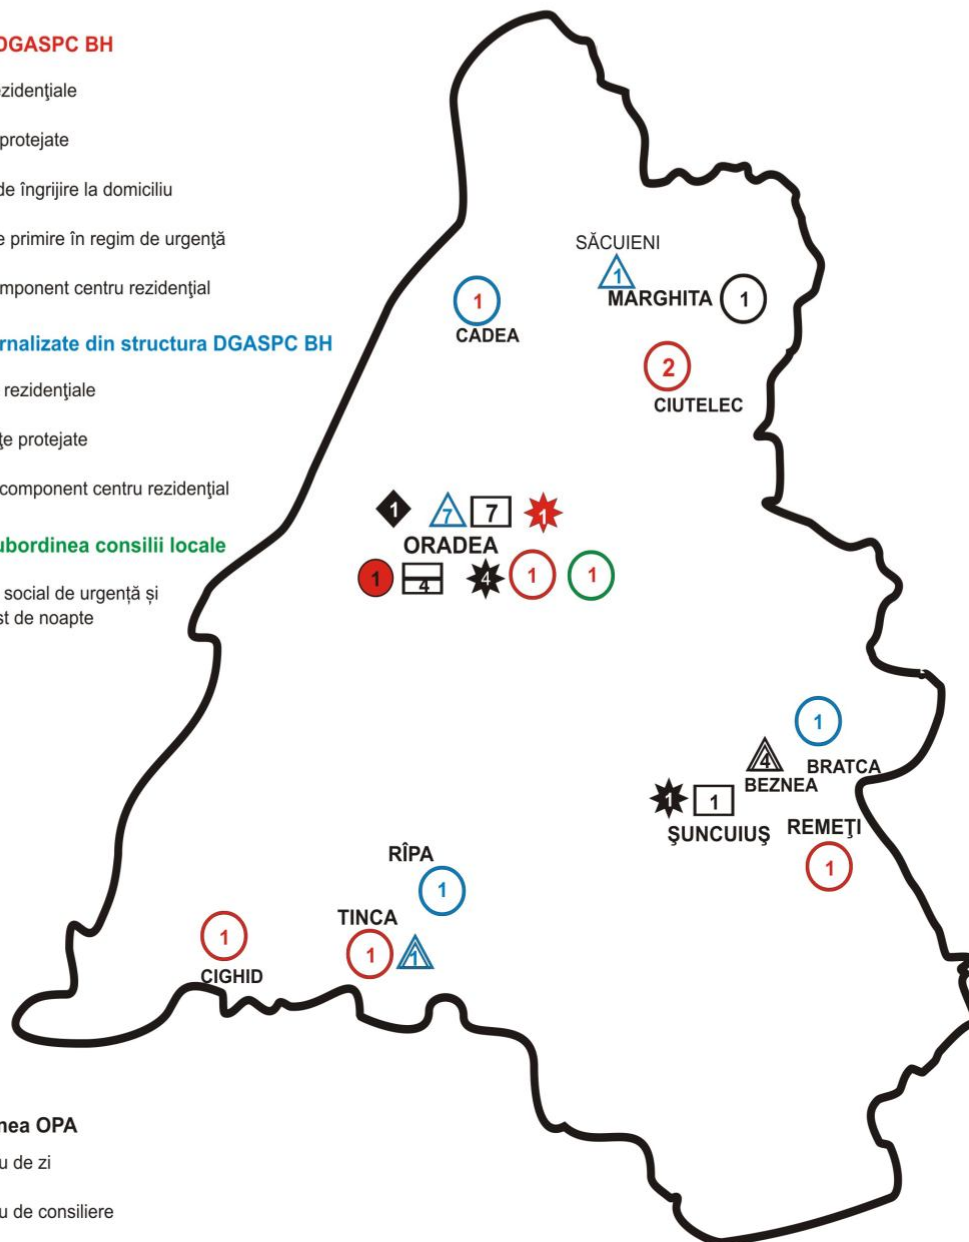 DGASPC BH
ezidenţiale
protejate
de îngrijire la domiciliu
e primire în regim de urgenţă
mponent centru rezidenţial
rnalizate din structura DGASPC BH
rezidenţiale
ţe protejate
component centru rezidenţial
ubordinea consilii locale
social de urgență și
st de noapte
SĂCUIENI
1
MARGHITA 1
1
CADEA
2
CIUTELEC
1 7 7 1
ORADEA
1 4 4 1 1
1
BRATCA
4
BEZNEA
1 1
ŞUNCUIUŞ
REMEŢI
1
RÎPA
1
TINCA
1 1
1
CIGHID
nea OPA
u de zi
u de consiliere